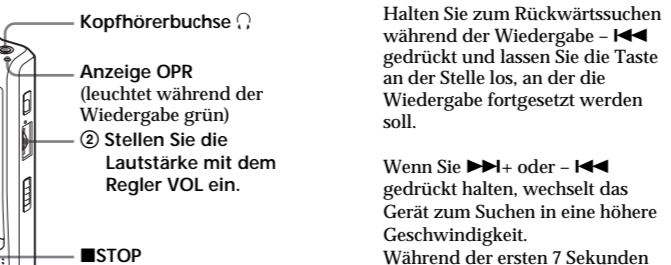 Kopfhörerbuchse 🎧
Anzeige OPR
(leuchtet während der
Wiedergabe grün)
② Stellen Sie die
Lautstärke mit dem
Regler VOL ein.
■STOP
Halten Sie zum Rückwärtssuchen
während der Wiedergabe – I◀◀
gedrückt und lassen Sie die Taste
an der Stelle los, an der die
Wiedergabe fortgesetzt werden
soll.
Wenn Sie ▶▶I+ oder – I◀◀
gedrückt halten, wechselt das
Gerät zum Suchen in eine höhere
Geschwindigkeit.
Während der ersten 7 Sekunden